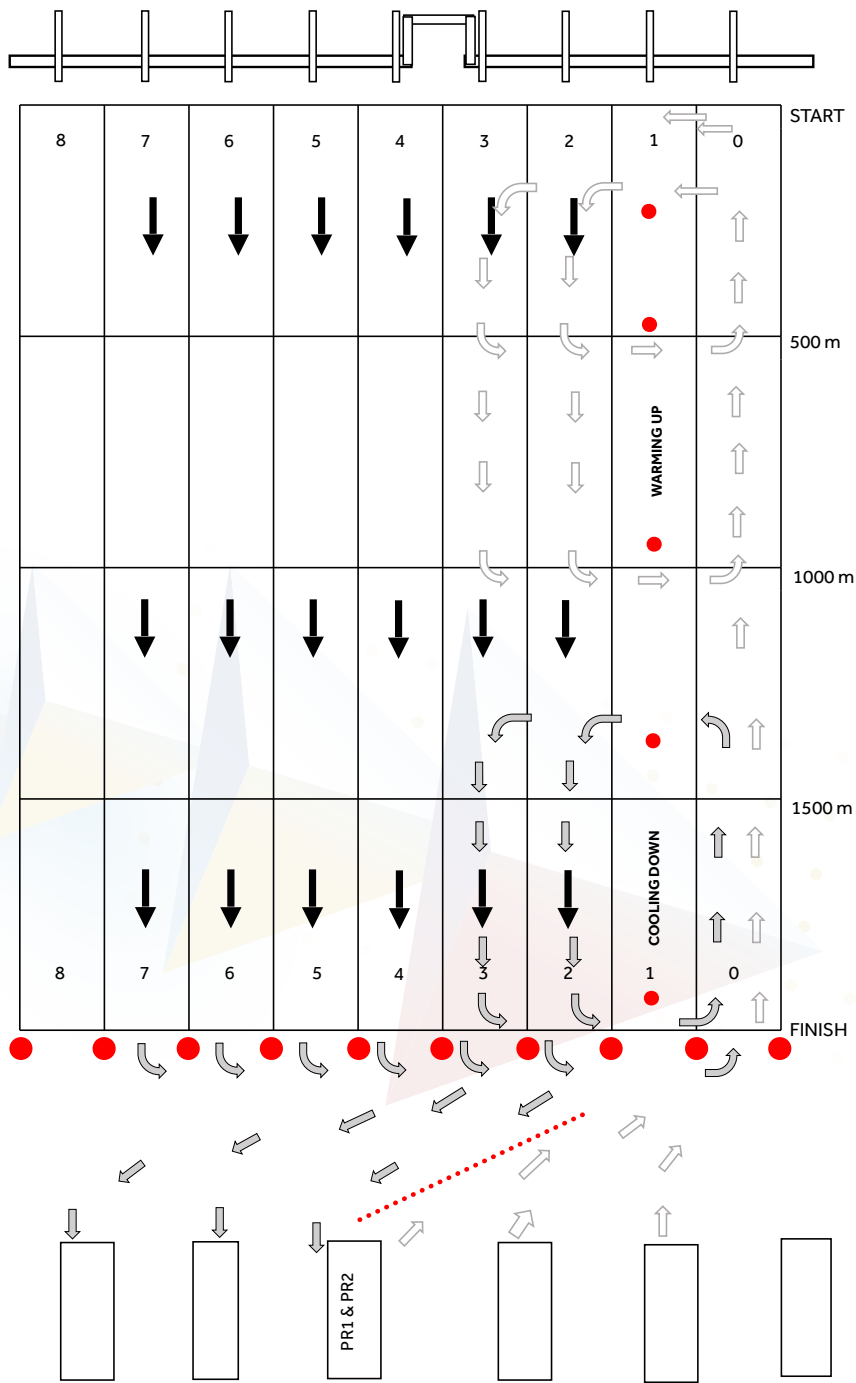 START
8 7 6 5 4 3 2 1 0
500 m
WARMING UP
1000 m
1500 m
COOLING DOWN
8 7 6 5 4 3 2 1 0
FINISH
PR1 & PR2